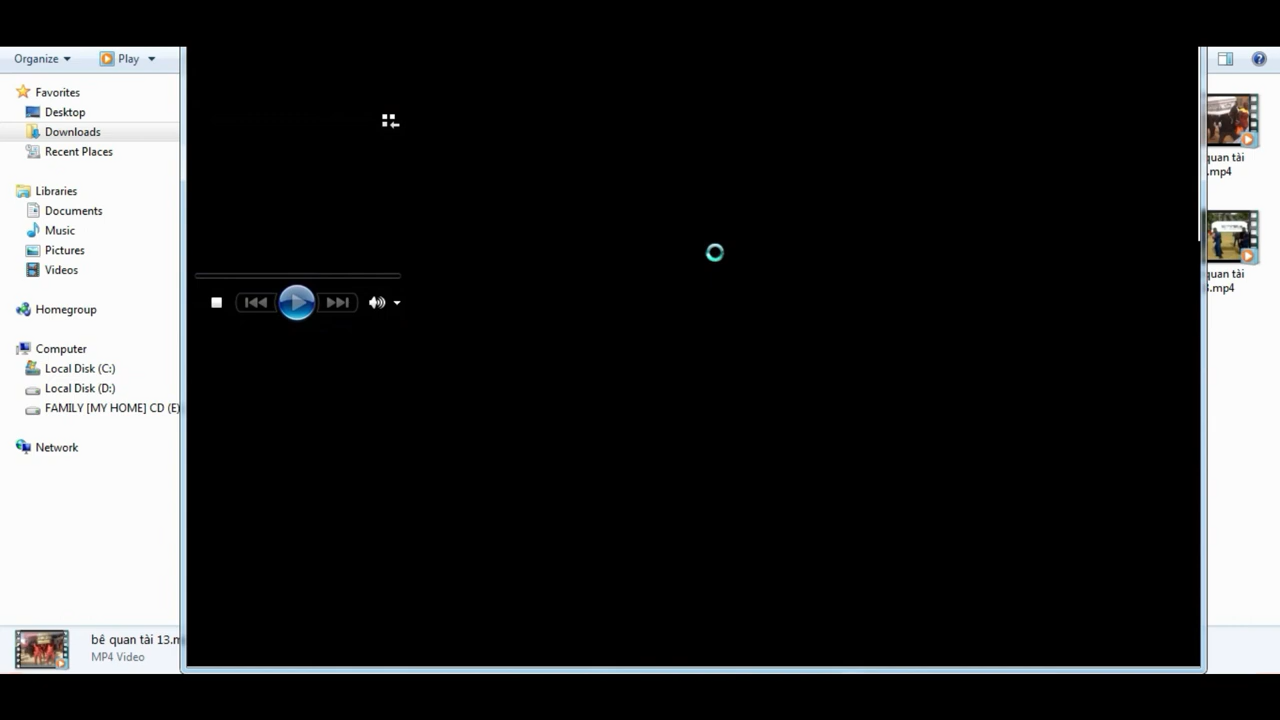 Organize
Play
Favorites
Desktop
Downloads
Recent Places
Libraries
Documents
Music
Pictures
Videos
Homegroup
Computer
Local Disk (C:)
Local Disk (D:)
FAMILY [MY HOME] CD (E)
Network
quan tài
.mp4
quan tài
.mp4
bê quan tài 13.m
MP4 Video